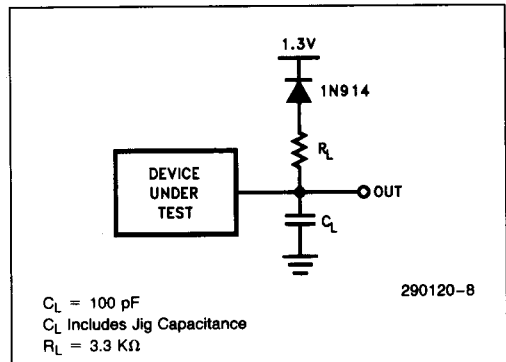 1.3V
1N914
R_L
DEVICE
UNDER
TEST
OUT
C_L
290120-8
C_L = 100 pF
C_L Includes Jig Capacitance
R_L = 3.3 KΩ